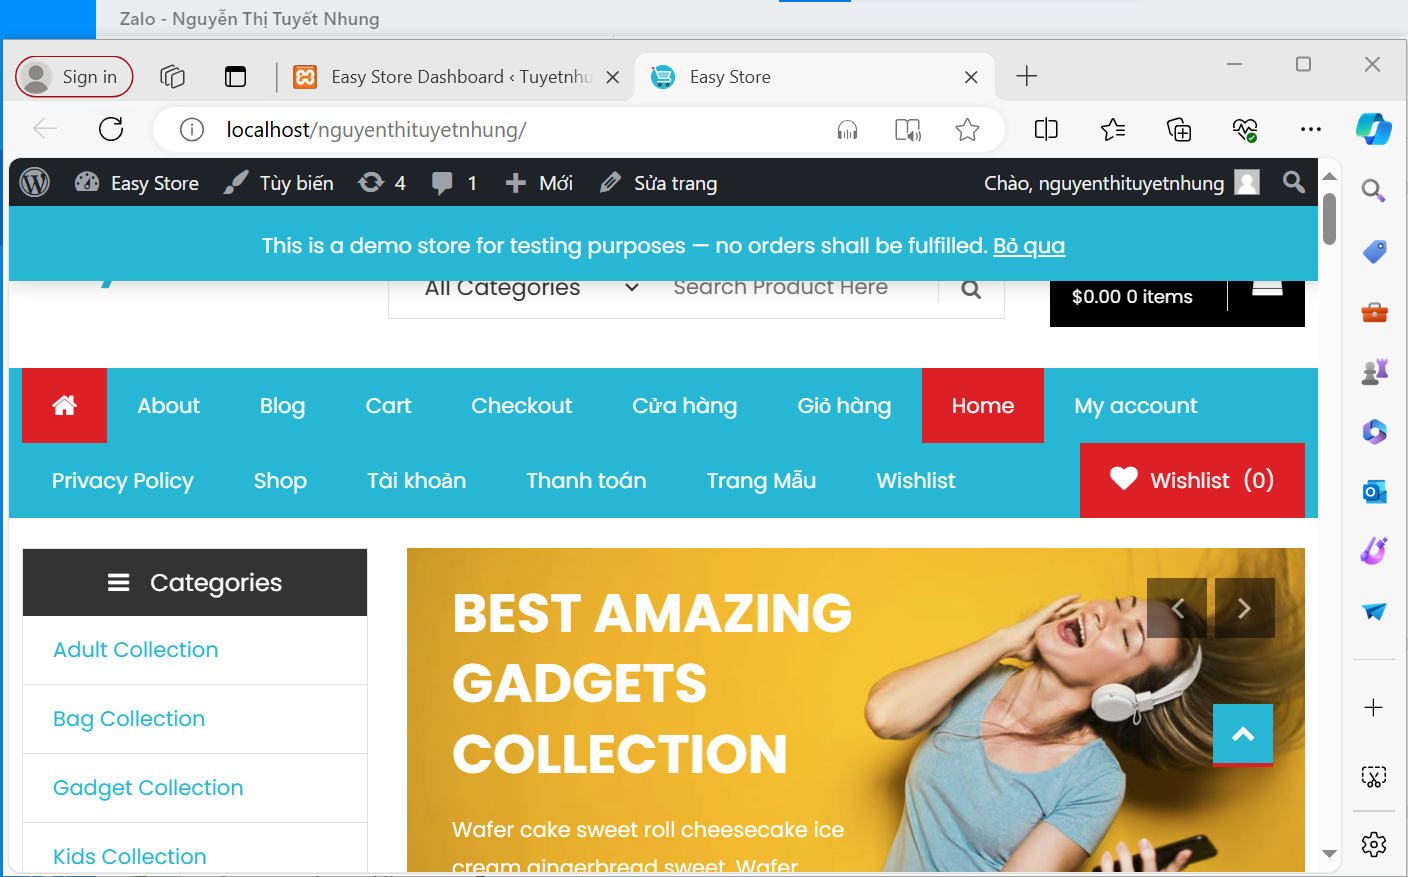 Zalo - Nguyễn Thị Tuyết Nhung
Sign in
Easy Store Dashboard ‹ Tuyetnhu
Easy Store
localhost/nguyenthituyetnhung/
Easy Store
Tùy biến
4
1
Mới
Sửa trang
Chào, nguyenthituyetnhung
This is a demo store for testing purposes — no orders shall be fulfilled. Bỏ qua
All Categories
Search Product Here
$0.00 0 items
About
Blog
Cart
Checkout
Cửa hàng
Giỏ hàng
Home
My account
Privacy Policy
Shop
Tài khoản
Thanh toán
Trang Mẫu
Wishlist
Wishlist (0)
Categories
Adult Collection
Bag Collection
Gadget Collection
Kids Collection
BEST AMAZING
GADGETS
COLLECTION
Wafer cake sweet roll cheesecake ice
cream gingerbread sweet. Wafer